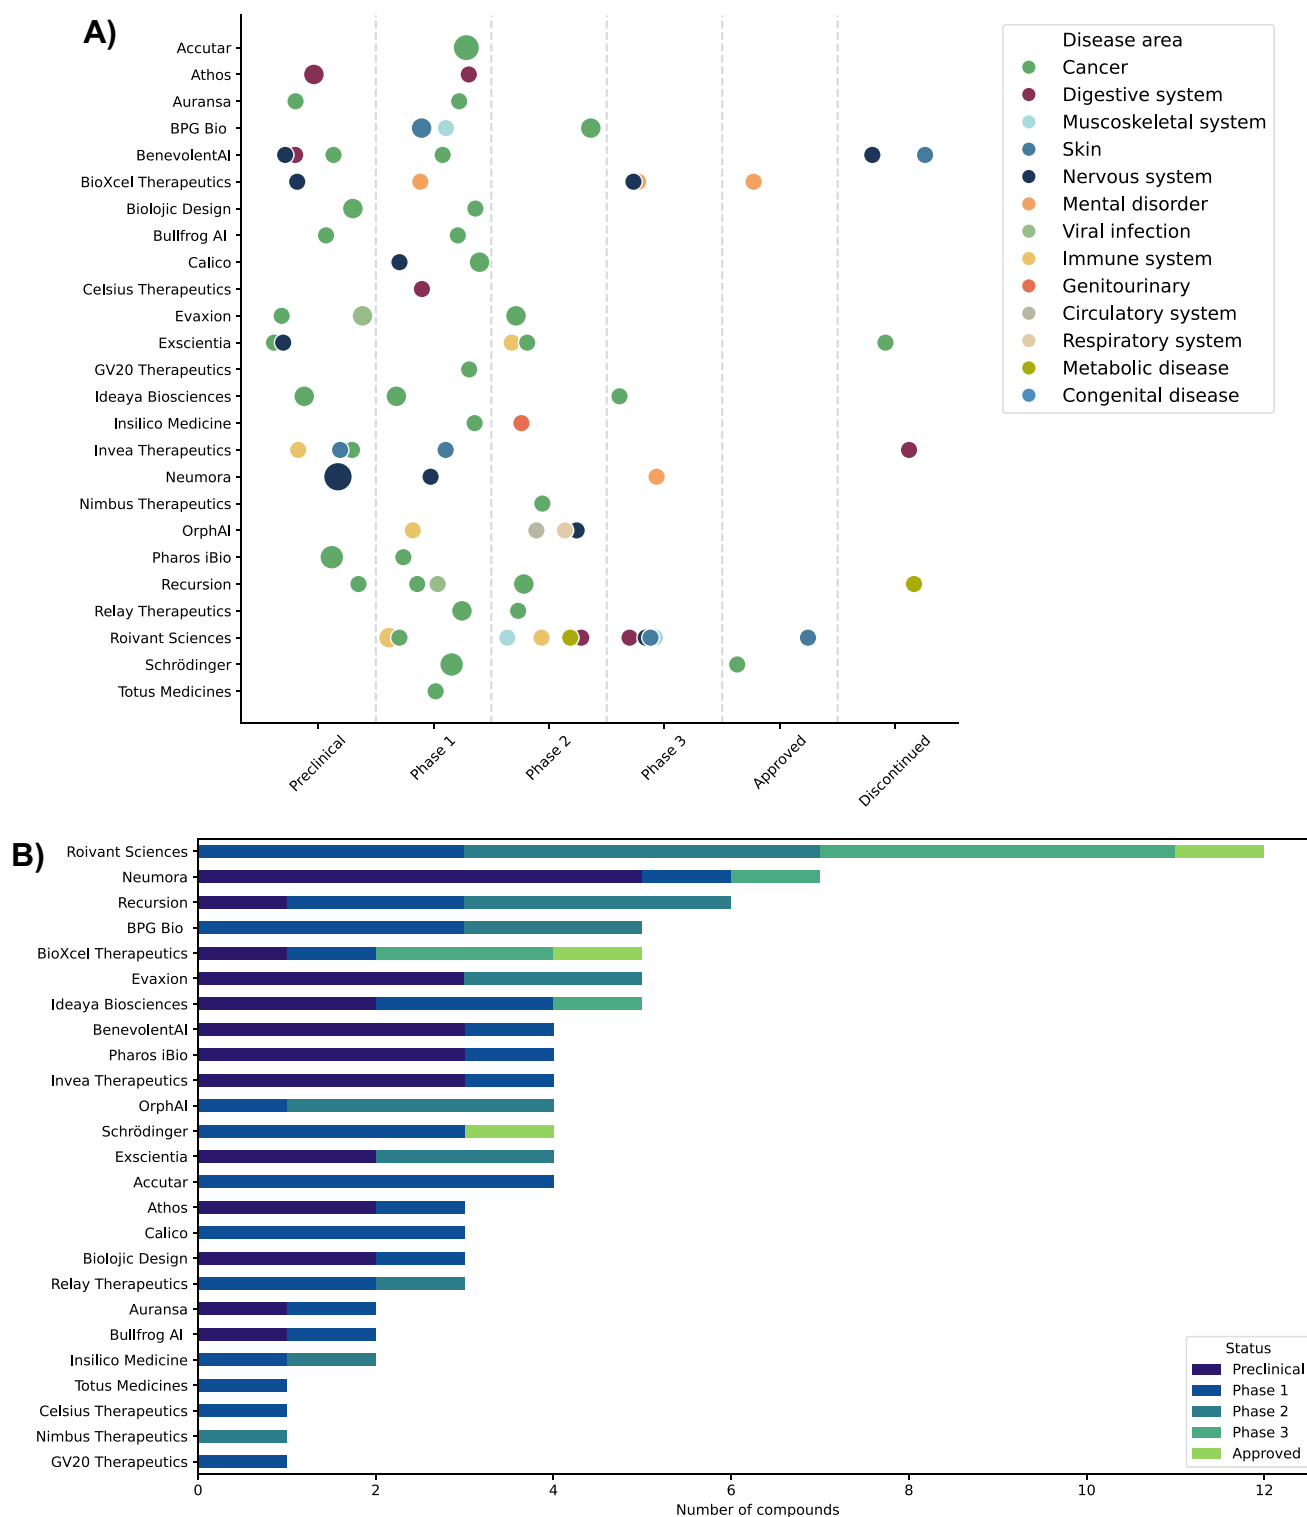 A)
Accutar
Athos
Auransa
BPG Bio
BenevolentAI
BioXcel Therapeutics
Biolojic Design
Bullfrog AI
Calico
Celsius Therapeutics
Evaxion
Exscientia
GV20 Therapeutics
Ideaya Biosciences
Insilico Medicine
Invea Therapeutics
Neumora
Nimbus Therapeutics
OrphAI
Pharos iBio
Recursion
Relay Therapeutics
Roivant Sciences
Schrödinger
Totus Medicines
Preclinical
Phase 1
Phase 2
Phase 3
Approved
Discontinued
Disease area
Cancer
Digestive system
Muscoskeletal system
Skin
Nervous system
Mental disorder
Viral infection
Immune system
Genitourinary
Circulatory system
Respiratory system
Metabolic disease
Congenital disease
B)
Roivant Sciences
Neumora
Recursion
BPG Bio
BioXcel Therapeutics
Evaxion
Ideaya Biosciences
BenevolentAI
Pharos iBio
Invea Therapeutics
OrphAI
Schrödinger
Exscientia
Accutar
Athos
Calico
Biolojic Design
Relay Therapeutics
Auransa
Bullfrog AI
Insilico Medicine
Totus Medicines
Celsius Therapeutics
Nimbus Therapeutics
GV20 Therapeutics
0 2 4 6 8 10 12
Number of compounds
Status
Preclinical
Phase 1
Phase 2
Phase 3
Approved